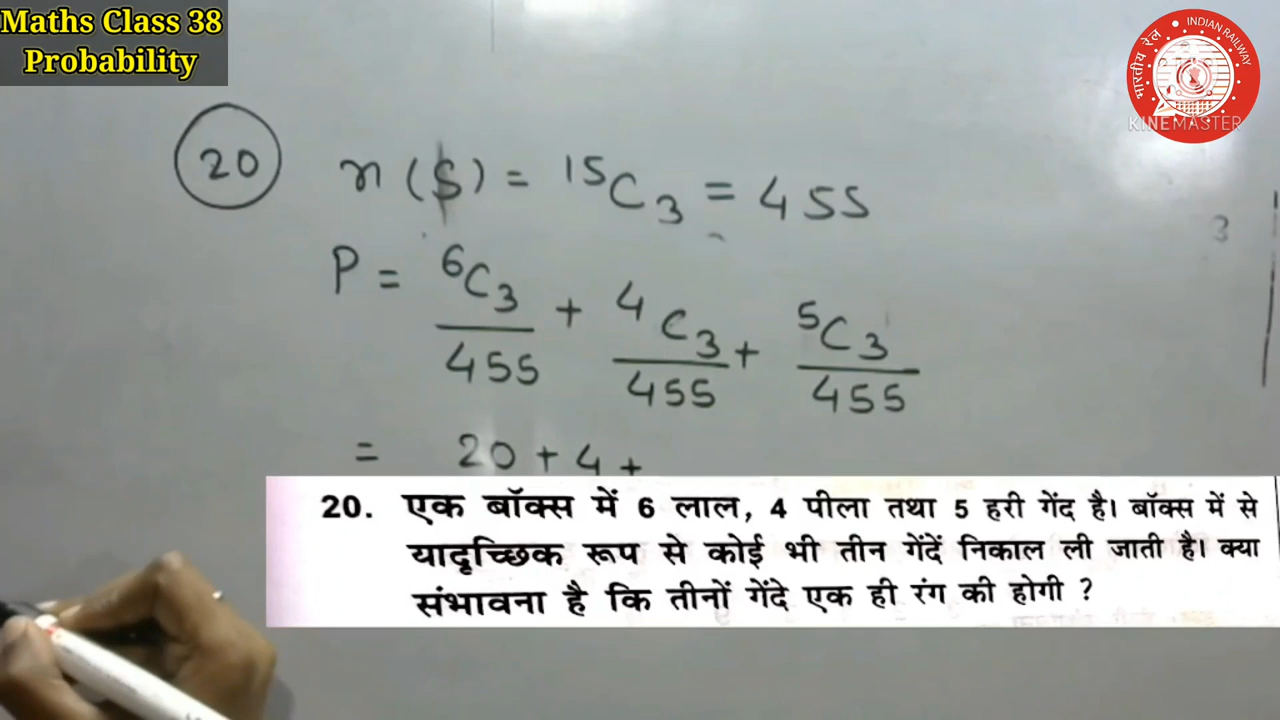 Maths Class 38
Probability
भारतीय रेल INDIAN RAILWAY
KINEMASTER
20 n(S) = ¹⁵C₃ = 455
3
P = ⁶C₃/455 + ⁴C₃/455 + ⁵C₃/455
= 20 + 4 +
20. एक बॉक्स में 6 लाल, 4 पीला तथा 5 हरी गेंद है। बॉक्स में से
यादृच्छिक रूप से कोई भी तीन गेंदें निकाल ली जाती है। क्या
संभावना है कि तीनों गेंदे एक ही रंग की होगी ?